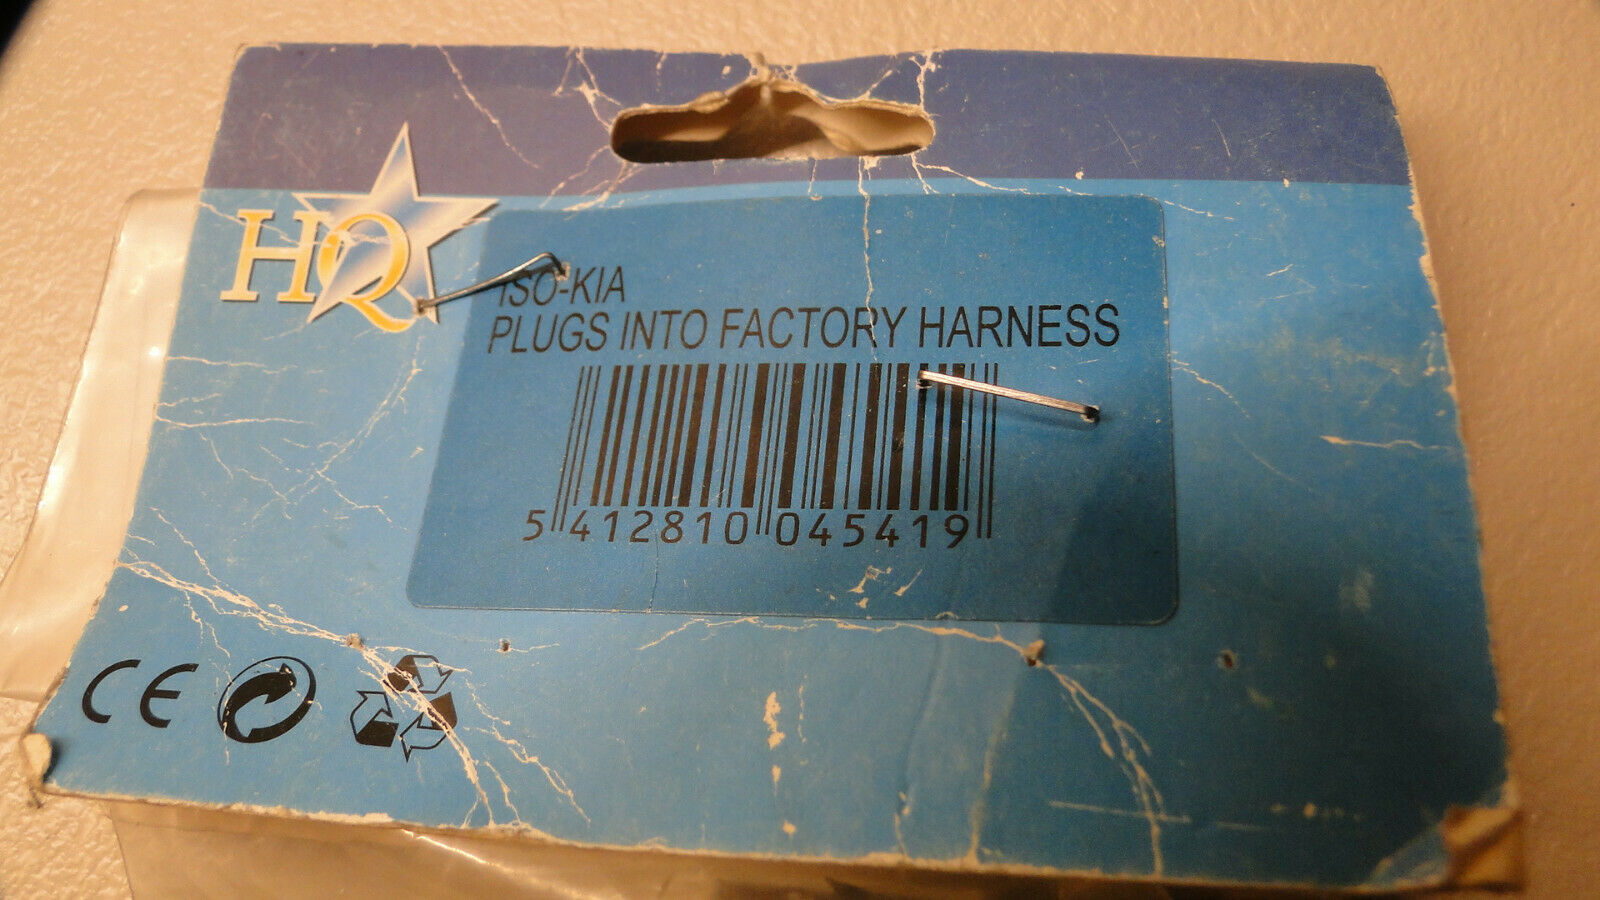 HQ
ISO-KIA
PLUGS INTO FACTORY HARNESS
5 412810 045419
CE